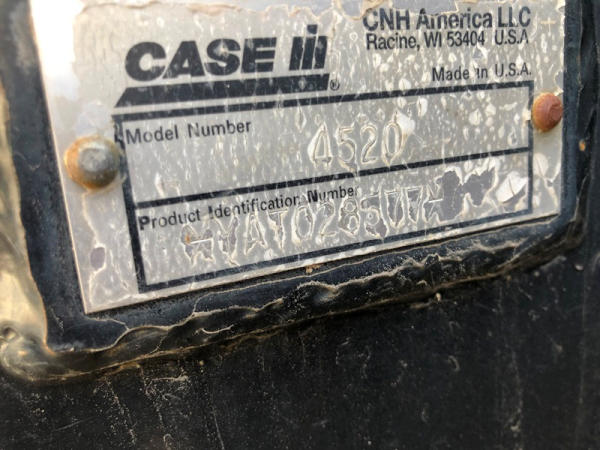 CASE IH
®
CNH America LLC
Racine, WI 53404 U.S.A
Made in U.S.A.
Model Number
4520
Product Identification Number